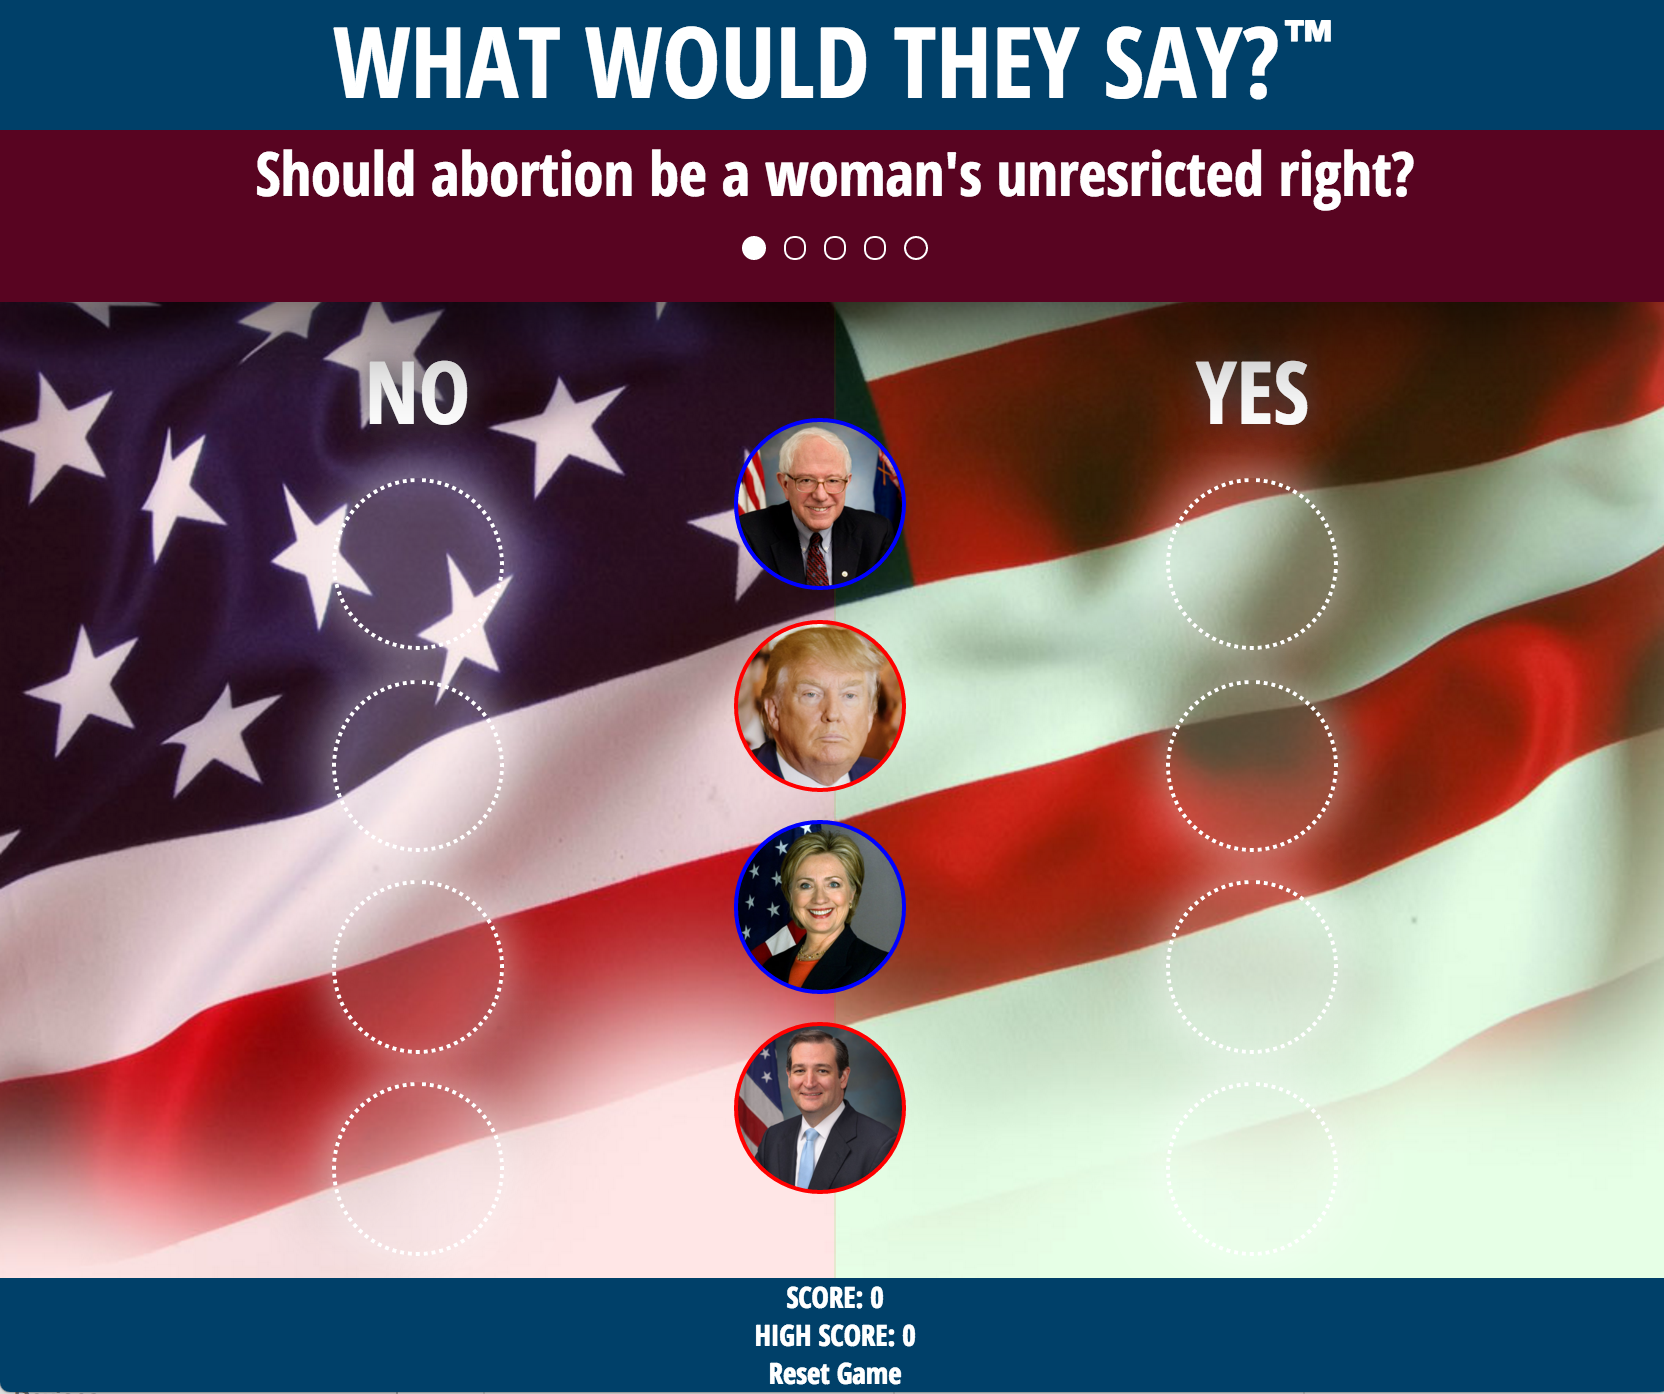 WHAT WOULD THEY SAY?™
Should abortion be a woman's unresricted right?
NO
YES
SCORE: 0
HIGH SCORE: 0
Reset Game